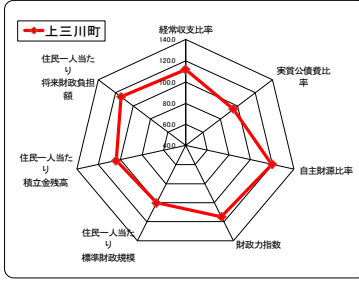 上三川町
経常収支比率
140.0
120.0
100.0
80.0
60.0
40.0
実質公債費比
率
自主財源比率
財政力指数
住民一人当た
り
標準財政規模
住民一人当た
り
積立金残高
住民一人当た
り
将来財政負担
額